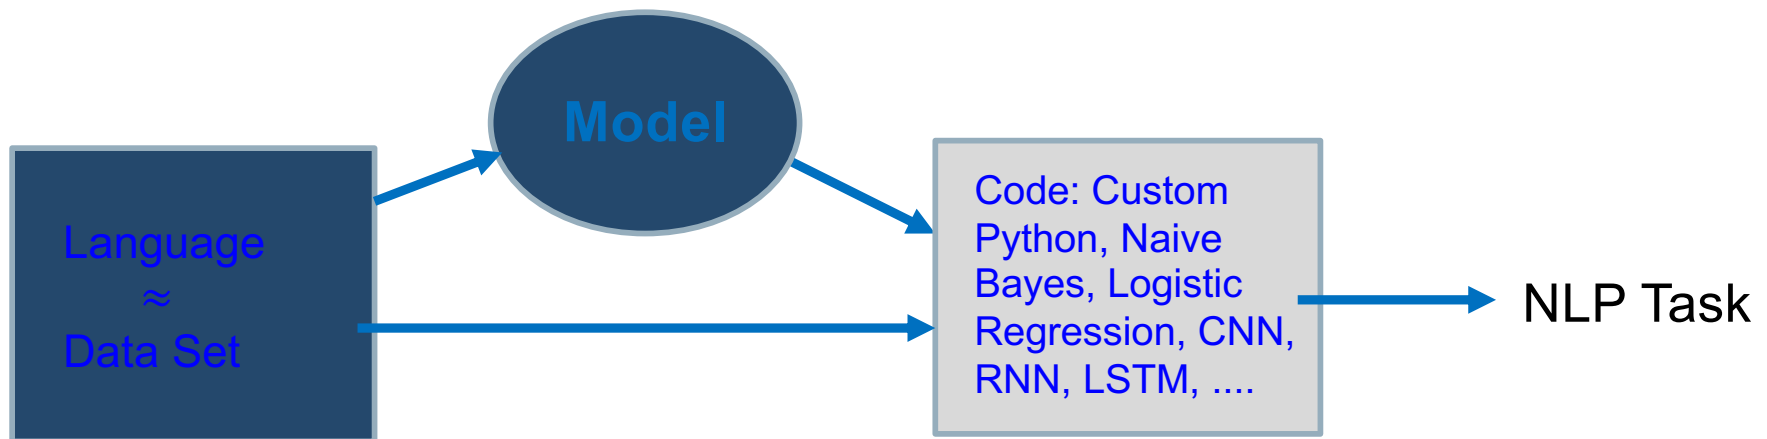 Model
Language
≈
Data Set
Code: Custom
Python, Naive
Bayes, Logistic
Regression, CNN,
RNN, LSTM, ....
NLP Task